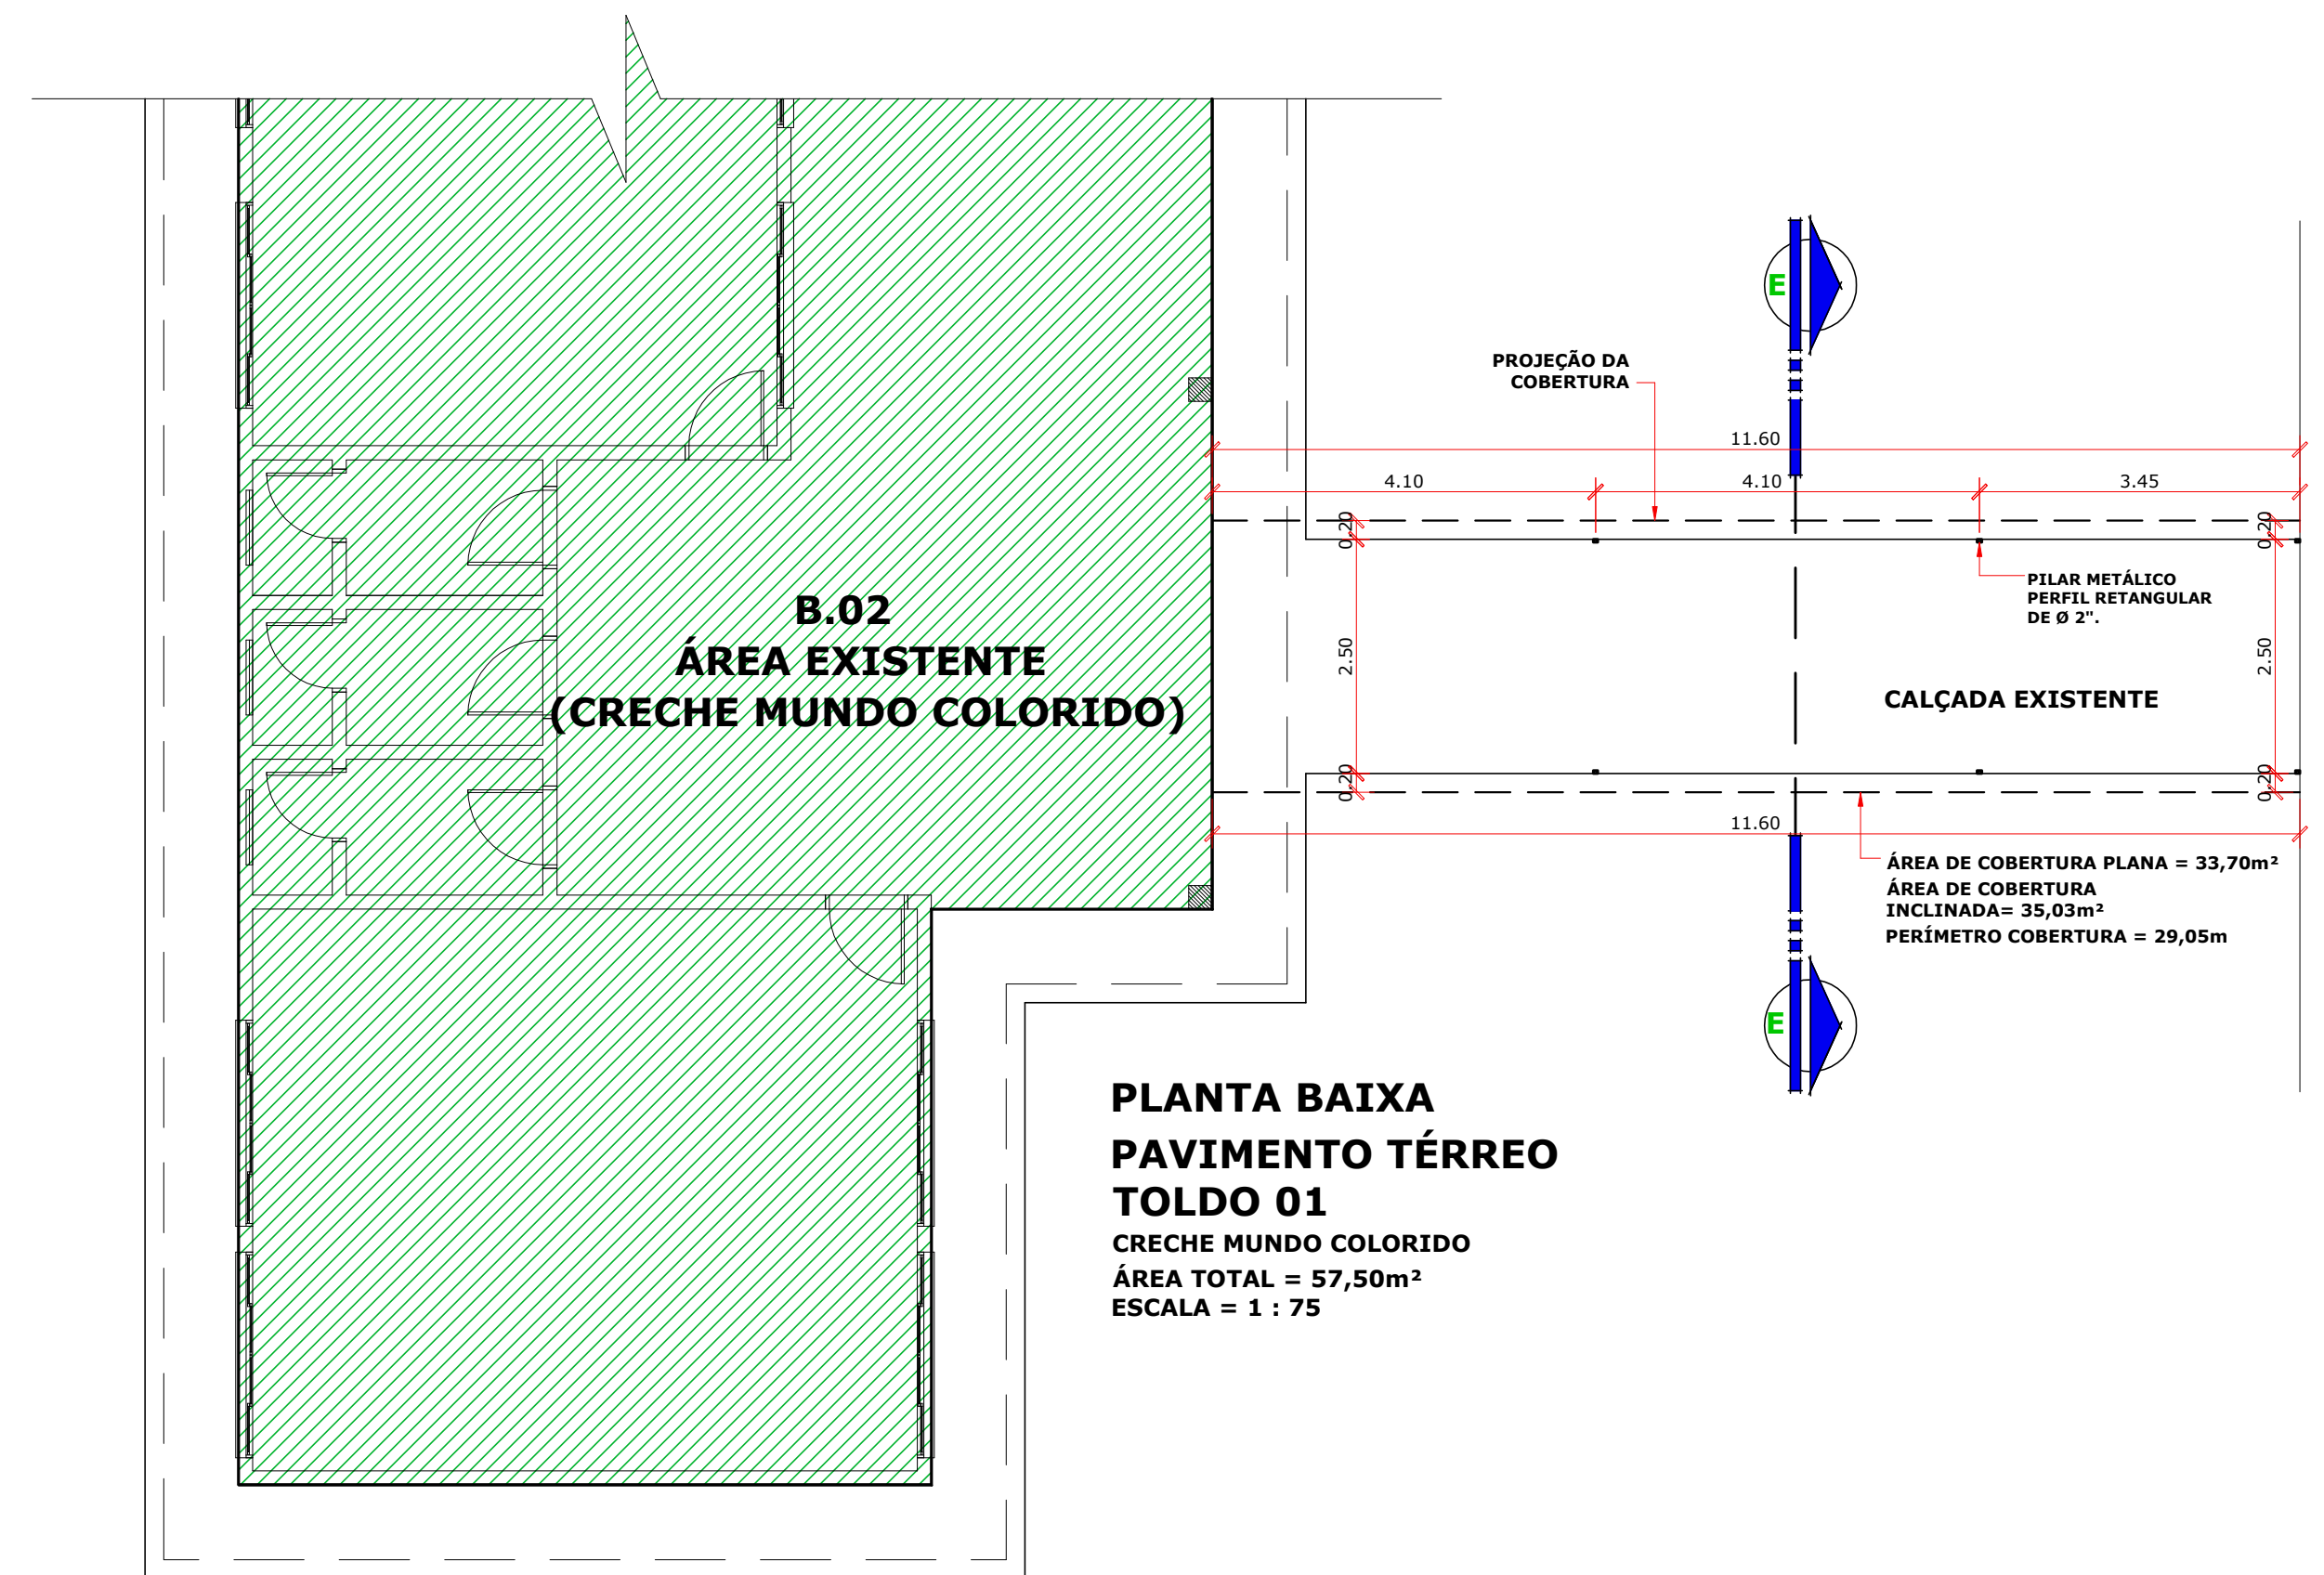 E
PROJEÇÃO DA
COBERTURA
11.60
4.10
4.10
3.45
0.20
0.20
PILAR METÁLICO
PERFIL RETANGULAR
DE Ø 2".
B.02
ÁREA EXISTENTE
(CRECHE MUNDO COLORIDO)
2.50
2.50
CALÇADA EXISTENTE
0.20
0.20
11.60
ÁREA DE COBERTURA PLANA = 33,70m²
ÁREA DE COBERTURA
INCLINADA= 35,03m²
PERÍMETRO COBERTURA = 29,05m
E
PLANTA BAIXA
PAVIMENTO TÉRREO
TOLDO 01
CRECHE MUNDO COLORIDO
ÁREA TOTAL = 57,50m²
ESCALA = 1 : 75